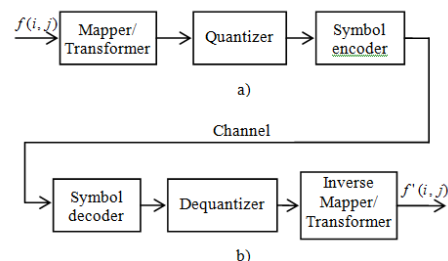 f(i, j)
Mapper/
Transformer
Quantizer
Symbol
encoder
a)
Channel
Symbol
decoder
Dequantizer
Inverse
Mapper/
Transformer
f'(i, j)
b)